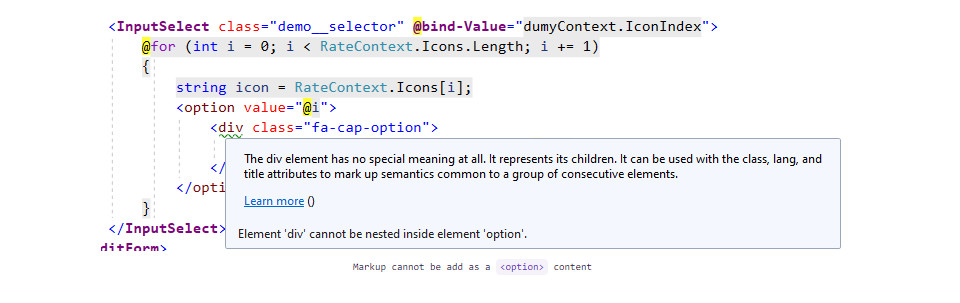 <InputSelect class="demo__selector" @bind-Value="dumyContext.IconIndex">
@for (int i = 0; i < RateContext.Icons.Length; i += 1)
{
string icon = RateContext.Icons[i];
<option value="@i">
<div class="fa-cap-option">
The div element has no special meaning at all. It represents its children. It can be used with the class, lang, and
title attributes to mark up semantics common to a group of consecutive elements.
</
</opti
Learn more ()
}
</InputSelect>
Element 'div' cannot be nested inside element 'option'.
ditForm>
Markup cannot be add as a <option> content